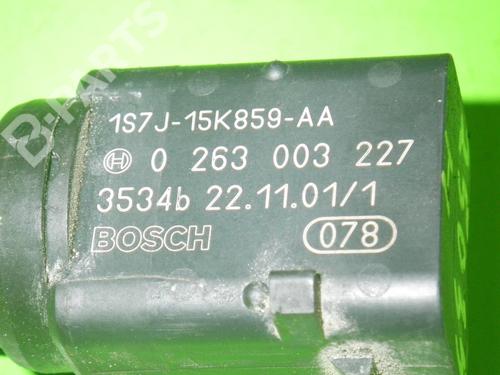 1S7J-15K859-AA
0 263 003 227
3534b 22.11.01/1
BOSCH 078
B-PARTS